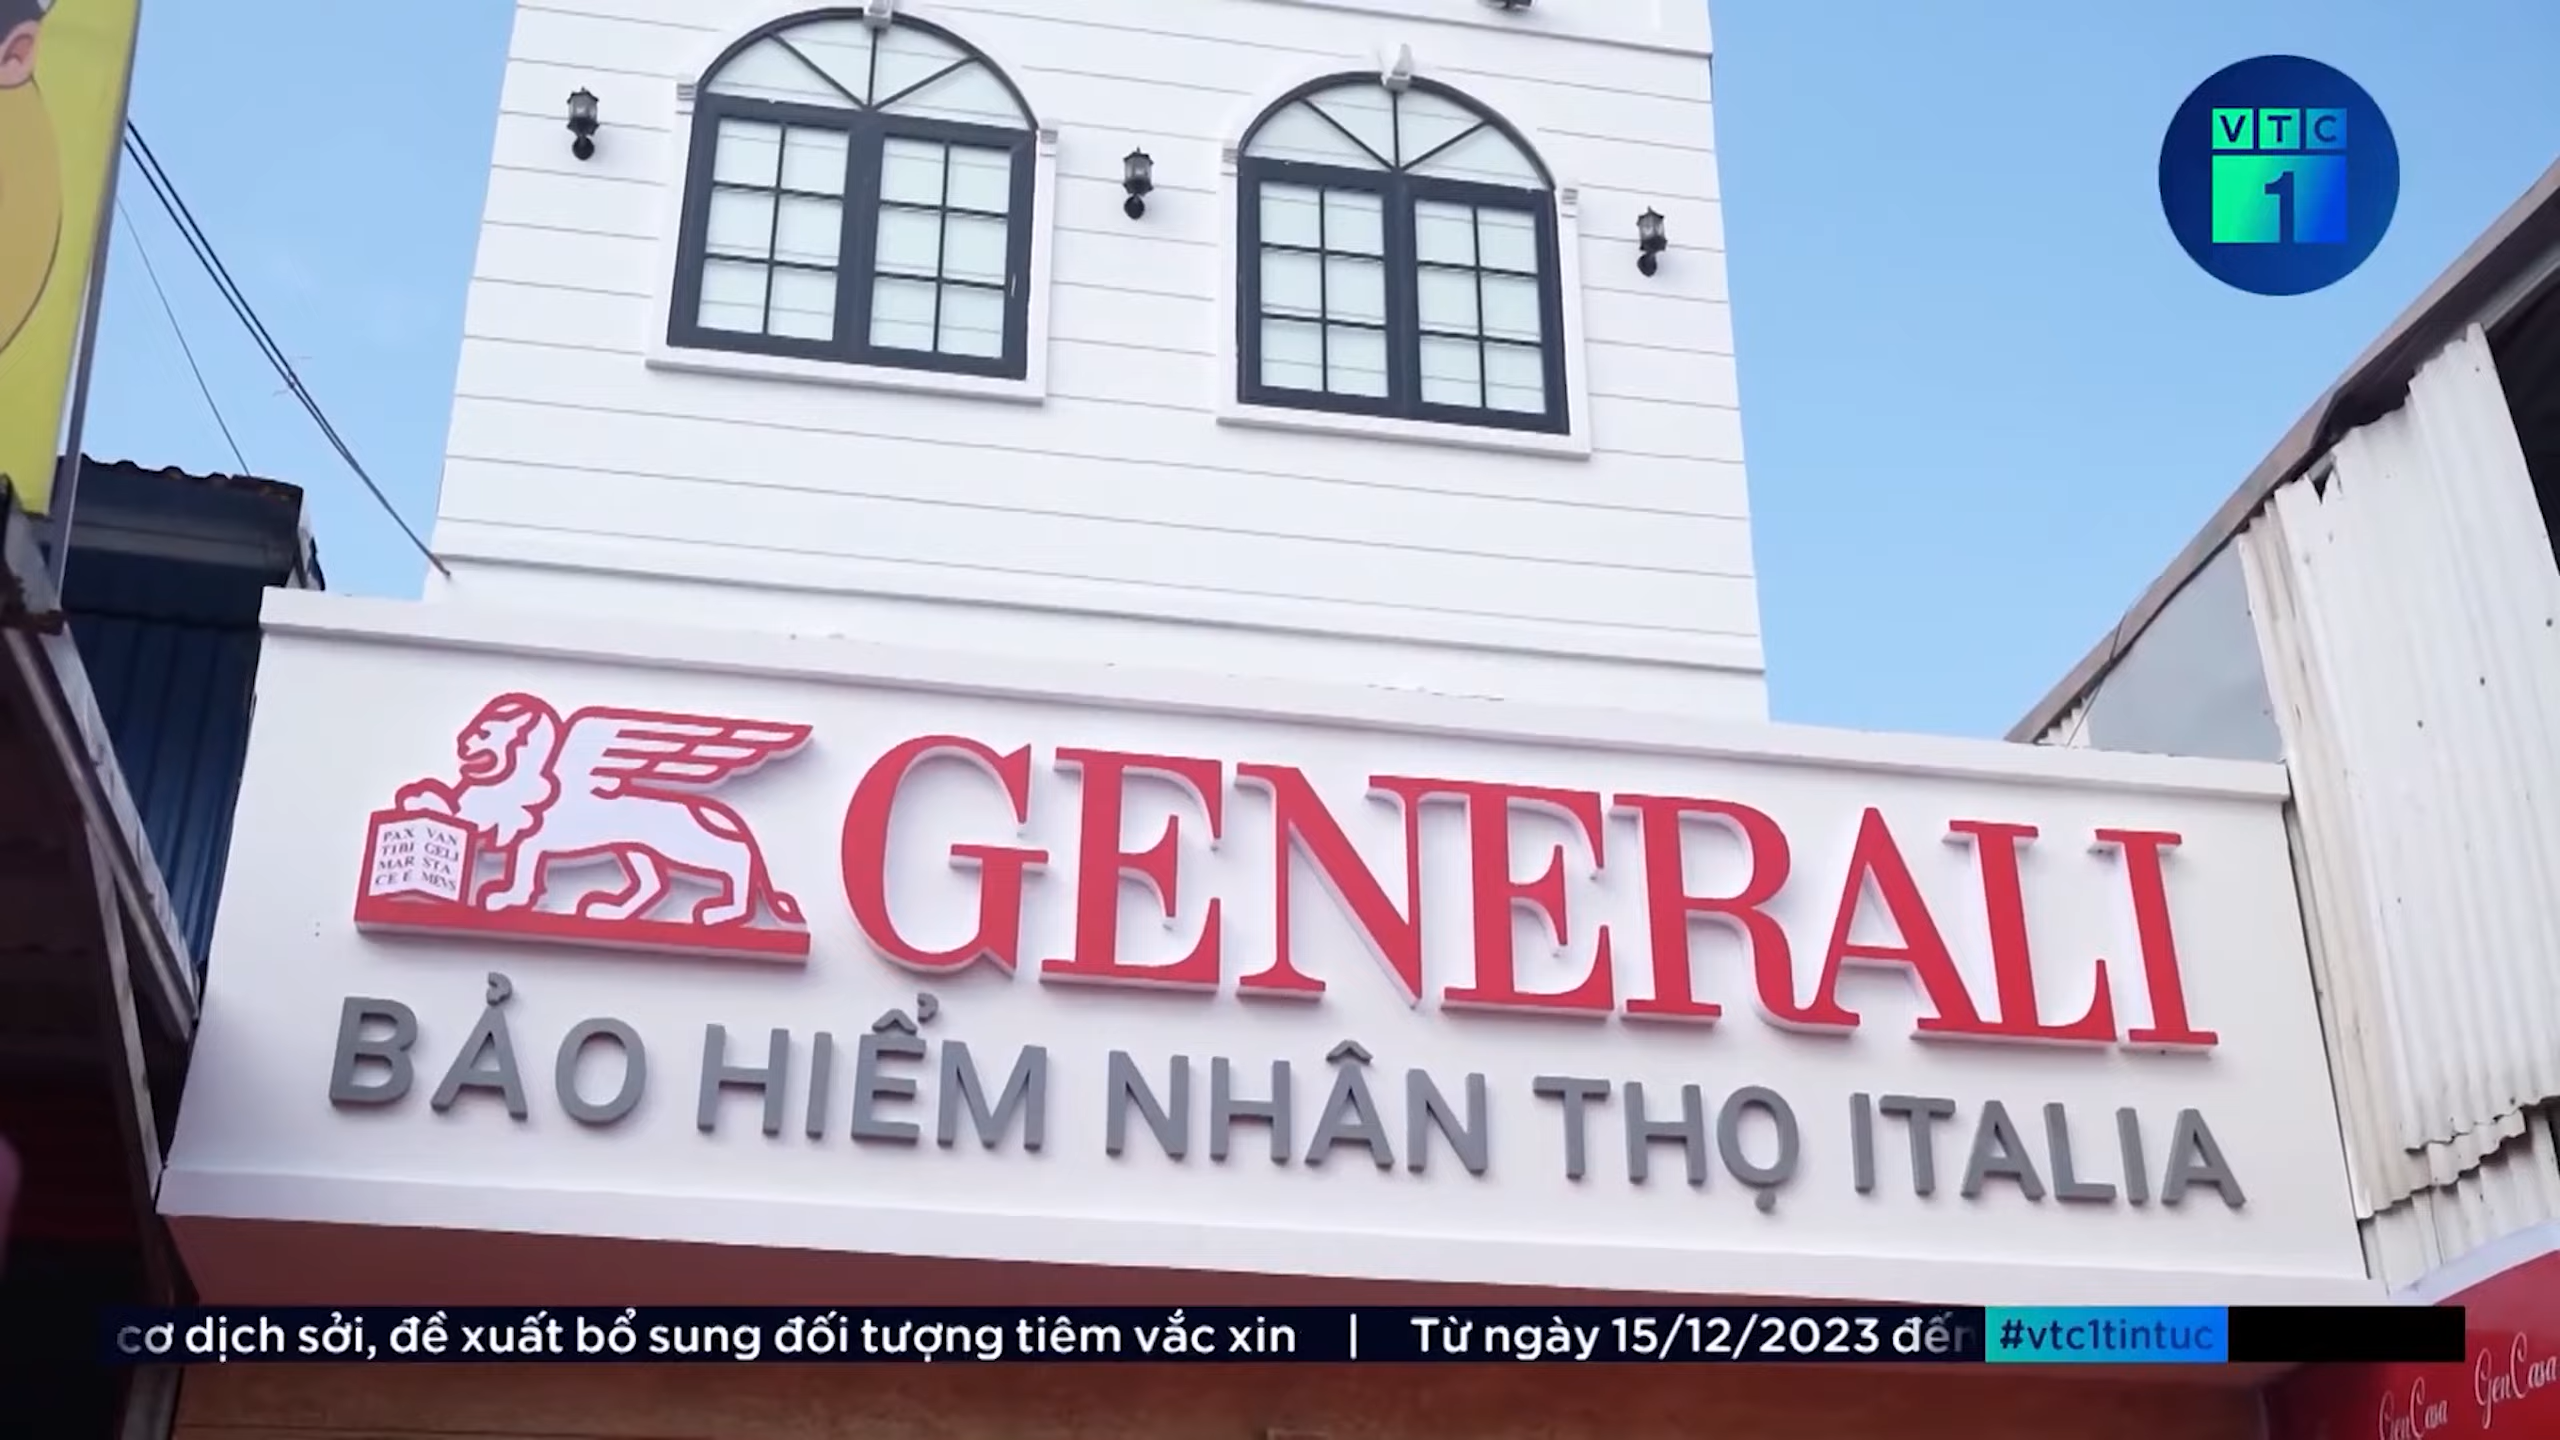 VTC
1
GENERALI
PAX VAN
TIBI GELI
MAR STA
CE E MEVS
BẢO HIỂM NHÂN THỌ ITALIA
cơ dịch sởi, đề xuất bổ sung đối tượng tiêm vắc xin | Từ ngày 15/12/2023 đến #vtc1tintuc
GenCasa GenCasa